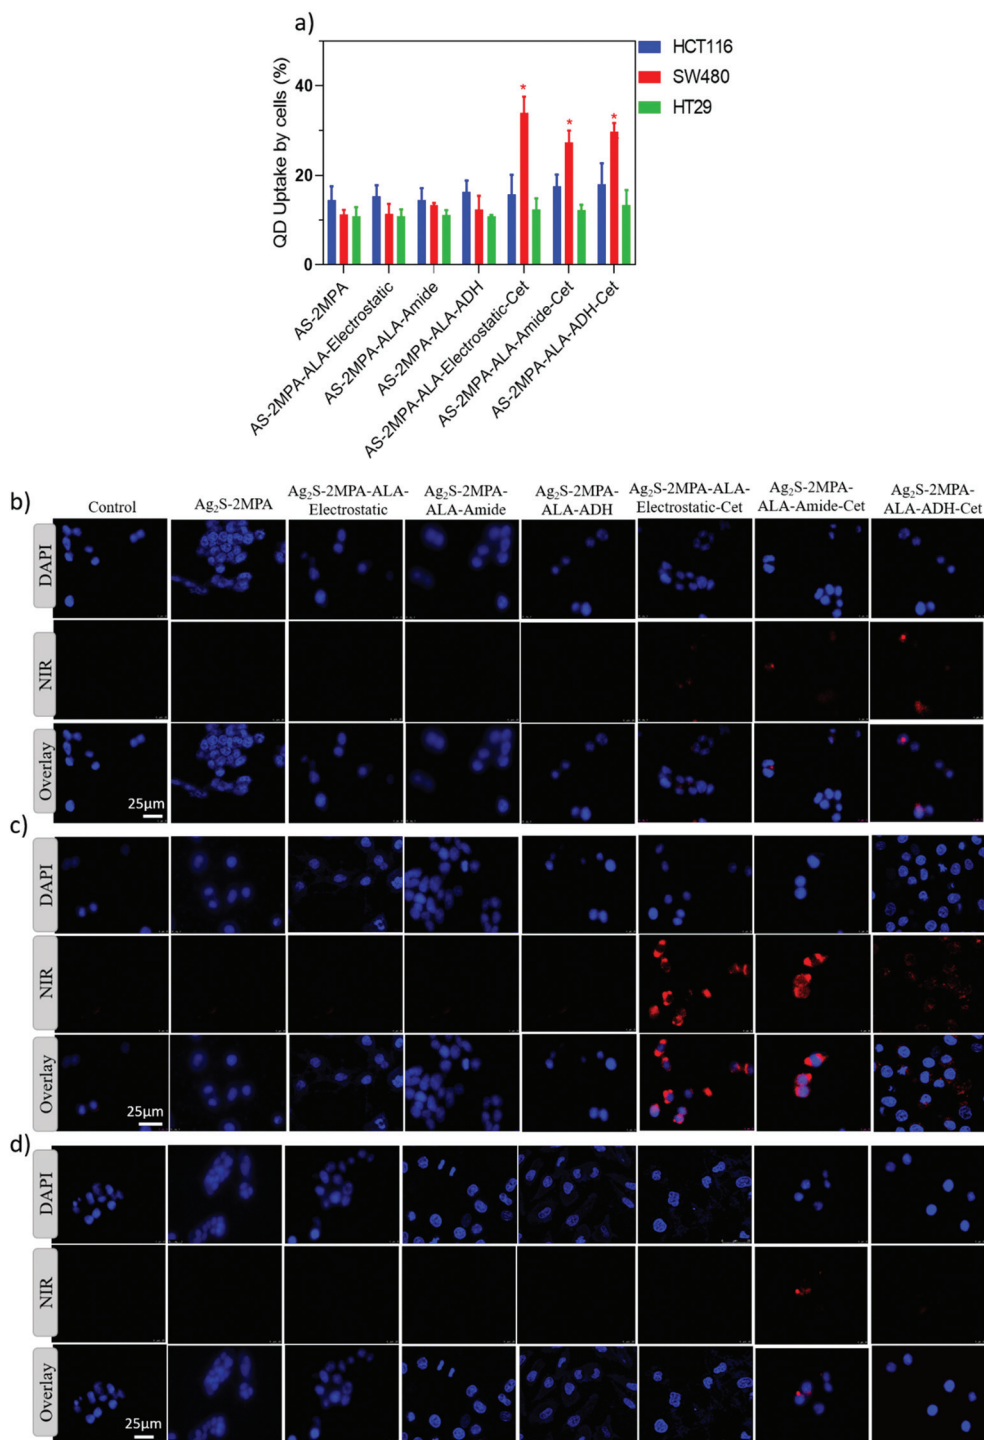 a)
HCT116
SW480
HT29
QD Uptake by cells (%)
40
20
0
AS-2MPA
AS-2MPA-ALA-Electrostatic
AS-2MPA-ALA-Amide
AS-2MPA-ALA-ADH
AS-2MPA-ALA-Electrostatic-Cet
AS-2MPA-ALA-Amide-Cet
AS-2MPA-ALA-ADH-Cet
* * *
b)
Control
Ag₂S-2MPA
Ag₂S-2MPA-ALA-
Electrostatic
Ag₂S-2MPA-
ALA-Amide
Ag₂S-2MPA-
ALA-ADH
Ag₂S-2MPA-ALA-
Electrostatic-Cet
Ag₂S-2MPA-
ALA-Amide-Cet
Ag₂S-2MPA-
ALA-ADH-Cet
DAPI
NIR
Overlay
25µm
c)
DAPI
NIR
Overlay
25µm
d)
DAPI
NIR
Overlay
25µm